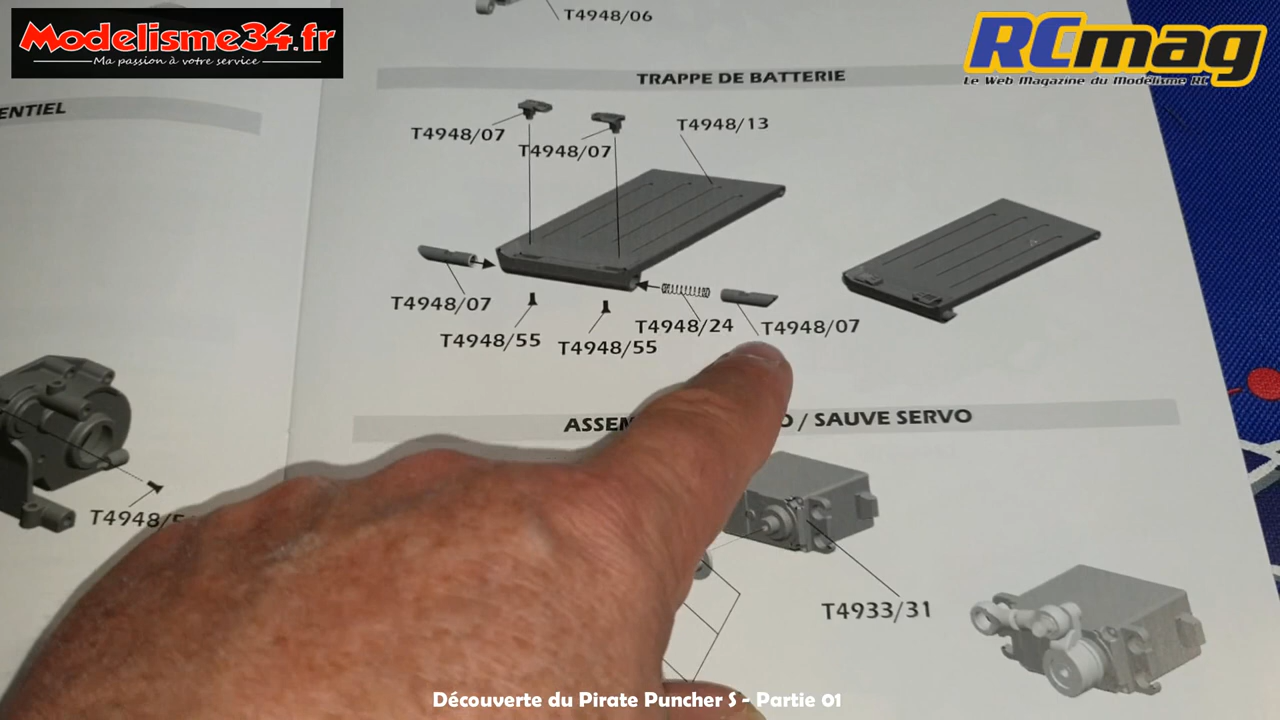 Modelisme34.fr
Ma passion à votre service
RCmag
Le Web Magazine du Modélisme RC
T4948/06
TRAPPE DE BATTERIE
T4948/07
T4948/07
T4948/13
T4948/07
T4948/55
T4948/55
T4948/24
T4948/07
/ SAUVE SERVO
T4933/31
Découverte du Pirate Puncher S - Partie 01